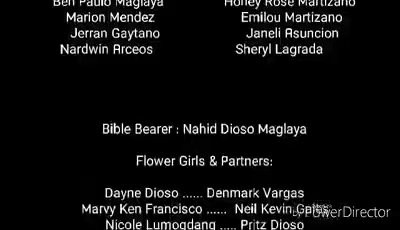 Ben Paulo Maglaya Honey Rose Martizano
Marion Mendez Emilou Martizano
Jerran Gaytano Janeli Asuncion
Nardwin Arceos Sheryl Lagrada
Bible Bearer : Nahid Dioso Maglaya
Flower Girls & Partners:
Dayne Dioso ...... Denmark Vargas
Marvy Ken Francisco ...... Neil Kevin
PowerDirector
Nicole Lumogdang ..... Pritz Dioso